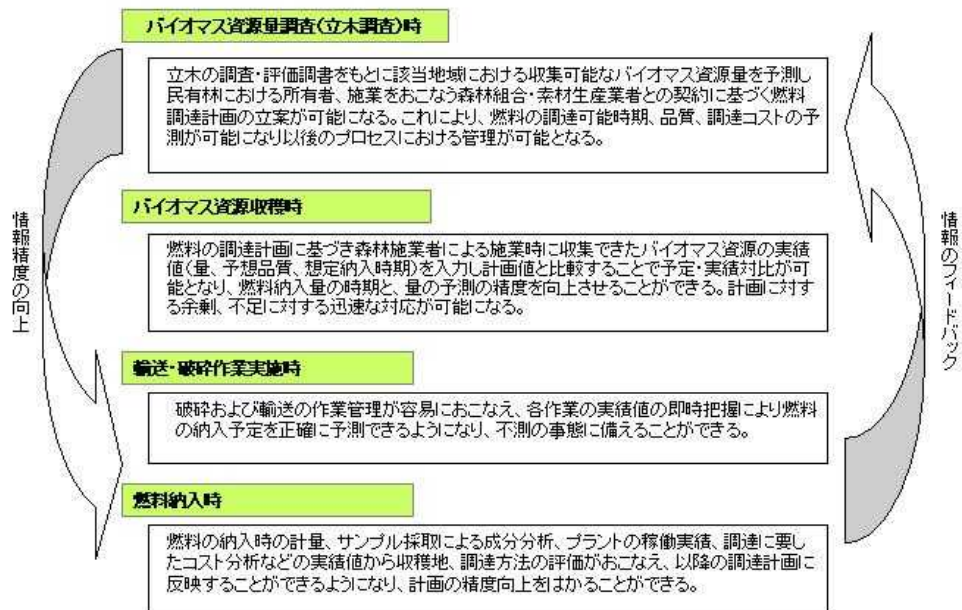 バイオマス資源量調査(立木調査)時
立木の調査・評価調書をもとに該当地域における収集可能なバイオマス資源量を予測し
民有林における所有者、施業をおこなう森林組合・素材生産業者との契約に基づく燃料
調達計画の立案が可能になる。これにより、燃料の調達可能時期、品質、調達コストの予
測が可能になり以後のプロセスにおける管理が可能となる。
バイオマス資源収穫時
燃料の調達計画に基づき森林施業者による施業時に収集できたバイオマス資源の実績
値(量、予想品質、想定納入時期)を入力し計画値と比較することで予定・実績対比が可
能となり、燃料納入量の時期と、量の予測の精度を向上させることができる。計画に対す
る余剰、不足に対する迅速な対応が可能になる。
輸送・破砕作業実施時
破砕および輸送の作業管理が容易におこなえ、各作業の実績値の即時把握により燃料
の納入予定を正確に予測できるようになり、不測の事態に備えることができる。
燃料納入時
燃料の納入時の計量、サンプル採取による成分分析、プラントの稼働実績、調達に要し
たコスト分析などの実績値から収穫地、調達方法の評価がおこなえ、以降の調達計画に
反映することができるようになり、計画の精度向上をはかることができる。
情報精度の向上
情報のフィードバック